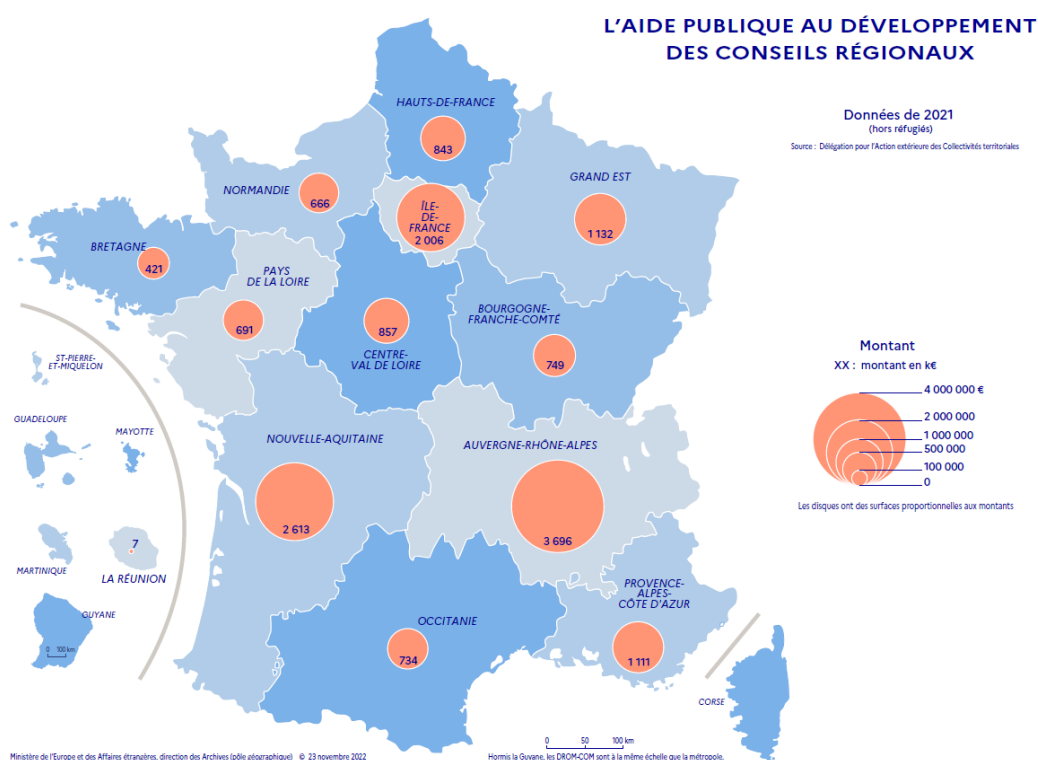 L'AIDE PUBLIQUE AU DÉVELOPPEMENT
DES CONSEILS RÉGIONAUX
Données de 2021
(hors réfugiés)
Source : Délégation pour l'Action extérieure des Collectivités territoriales
HAUTS-DE-FRANCE
843
NORMANDIE
666
ÎLE-
DE-
FRANCE
2 006
GRAND EST
1 132
BRETAGNE
421
PAYS
DE LA LOIRE
691
857
CENTRE-
VAL DE LOIRE
BOURGOGNE-
FRANCHE-COMTÉ
749
Montant
XX : montant en k€
4 000 000 €
2 000 000
1 000 000
500 000
100 000
0
Les disques ont des surfaces proportionnelles aux montants
ST-PIERRE-
ET-MIQUELON
GUADELOUPE
MAYOTTE
MARTINIQUE
7
LA RÉUNION
GUYANE
0 100 km
NOUVELLE-AQUITAINE
2 613
AUVERGNE-RHÔNE-ALPES
3 696
OCCITANIE
734
PROVENCE-
ALPES-
CÔTE D'AZUR
1 111
CORSE
0 50 100 km
Ministère de l'Europe et des Affaires étrangères, direction des Archives (pôle géographique) © 23 novembre 2022
Hormis la Guyane, les DROM-COM sont à la même échelle que la métropole.